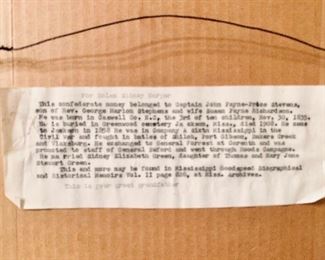 For Helen Sidney Harper
This confederate money belonged to Captain John Payne-Price Stevens,
son of Rev. George Marion Stephens and wife Susan Payne Richardson.
He was born in Caswell Co. N.C, the 3rd of ten children, Nov. 30, 1835.
He is buried in Greenwood cemetery Jackson, Miss., died 1908. He came
to Jackson in 1858 He was in Company A sixth Mississippi in the
Civil war and fought in battles of Shiloh, Port Gibson, Bakers Creek
and Vicksburg. He was exchanged to General Forrest at Corenth and was
promoted to staff of General Buford and went through Hoods Campagne.
He married Sidney Elizabeth Green, daughter of Thomas and Mary Jane
Stewart Green.
This and more may be found in Mississippi Goodspeed Biographical
and Historical Memoirs Vol. II page 856, at Miss. Archives.
This is your great grandfather